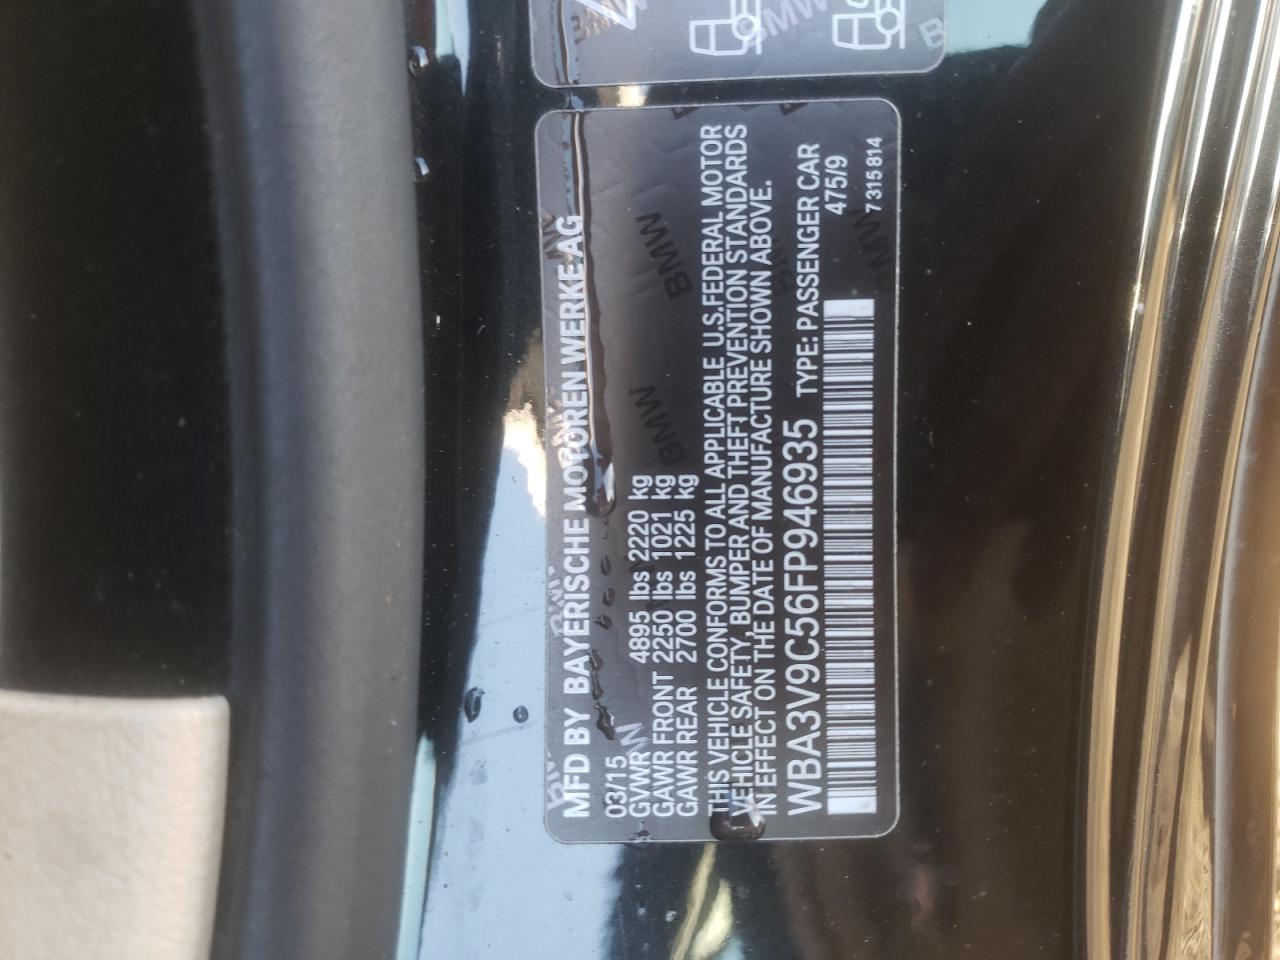 MFD BY BAYERISCHE MOTOREN WERKE AG
03/15
GVWR 4895 lbs 2220 kg
GAWR FRONT 2250 lbs 1021 kg
GAWR REAR 2700 lbs 1225 kg
THIS VEHICLE CONFORMS TO ALL APPLICABLE U.S.FEDERAL MOTOR
VEHICLE SAFETY, BUMPER AND THEFT PREVENTION STANDARDS
IN EFFECT ON THE DATE OF MANUFACTURE SHOWN ABOVE.
WBA3V9C56FP946935 TYPE: PASSENGER CAR
475/9
7 315 814
BMW
BMW
BMW
BMW